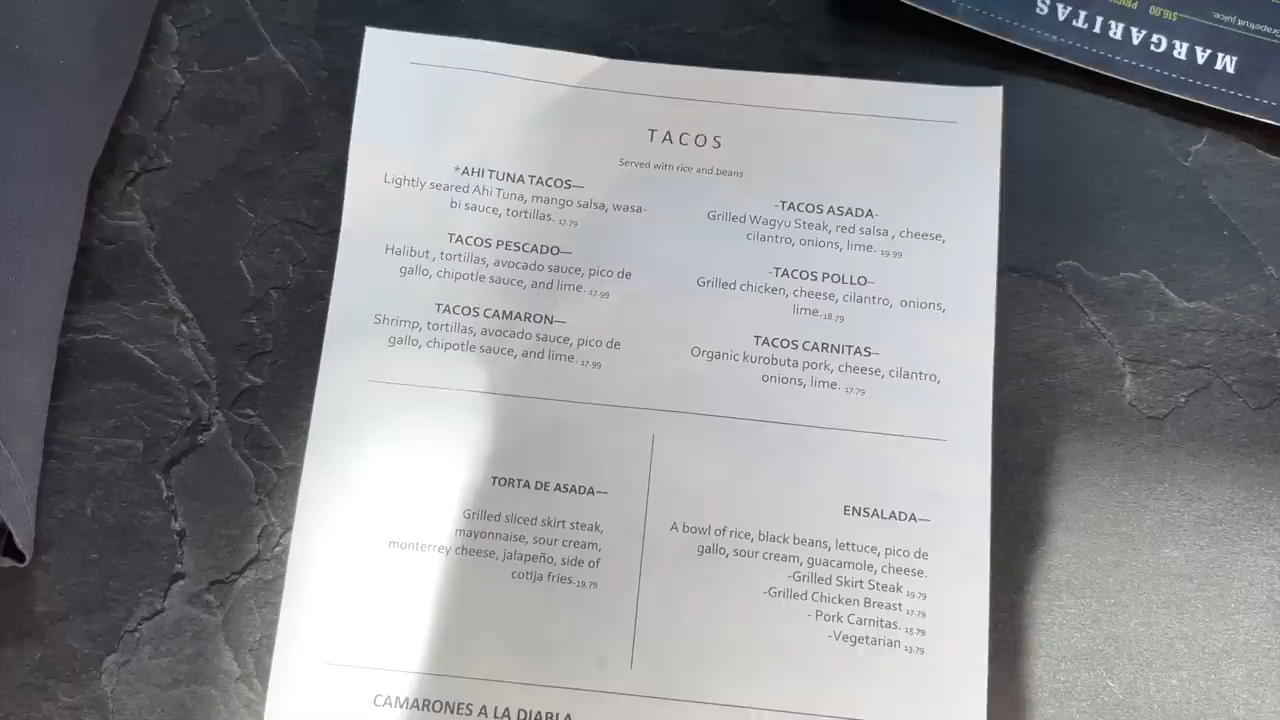 TACOS
Served with rice and beans
*AHI TUNA TACOS—
Lightly seared Ahi Tuna, mango salsa, wasa-
bi sauce, tortillas. 17.79
TACOS PESCADO—
Halibut, tortillas, avocado sauce, pico de
gallo, chipotle sauce, and lime. 17.99
TACOS CAMARON—
Shrimp, tortillas, avocado sauce, pico de
gallo, chipotle sauce, and lime. 17.99
-TACOS ASADA-
Grilled Wagyu Steak, red salsa , cheese,
cilantro, onions, lime. 19.99
-TACOS POLLO–
Grilled chicken, cheese, cilantro, onions,
lime.18.79
TACOS CARNITAS–
Organic kurobuta pork, cheese, cilantro,
onions, lime. 17.79
TORTA DE ASADA—
Grilled sliced skirt steak,
mayonnaise, sour cream,
monterrey cheese, jalapeño, side of
cotija fries.19.79
ENSALADA—
A bowl of rice, black beans, lettuce, pico de
gallo, sour cream, guacamole, cheese.
-Grilled Skirt Steak 19.79
-Grilled Chicken Breast 17.79
- Pork Carnitas. 15.79
-Vegetarian 13.79
CAMARONES A LA DIABLA
MARGARITAS
$16.00
grapefruit juice.